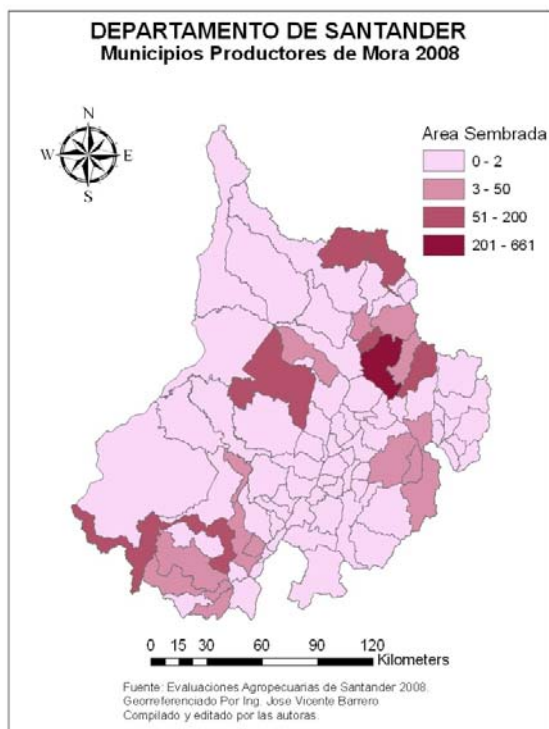 DEPARTAMENTO DE SANTANDER
Municipios Productores de Mora 2008
N
W E
S
Area Sembrada
0 - 2
3 - 50
51 - 200
201 - 661
0 15 30 60 90 120
Kilometers
Fuente: Evaluaciones Agropecuarias de Santander 2008.
Georreferenciado Por Ing. Jose Vicente Barrero
Compilado y editado por las autoras.